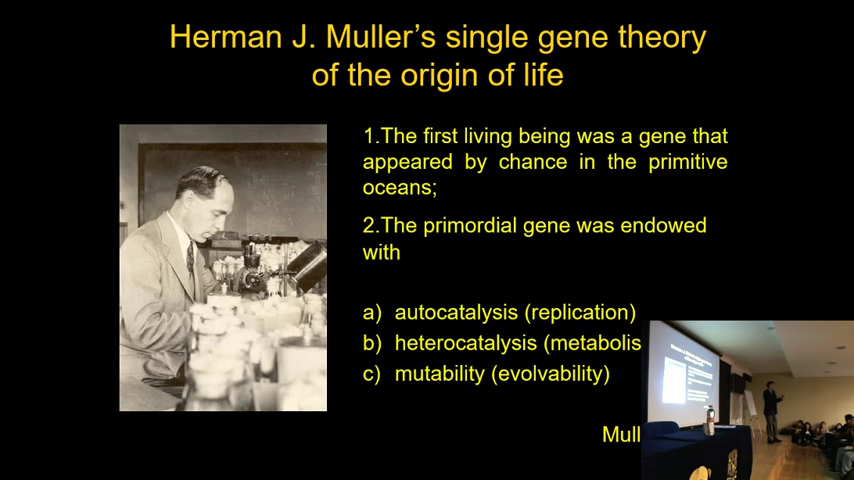 Herman J. Muller's single gene theory
of the origin of life
1.The first living being was a gene that
appeared by chance in the primitive
oceans;
2.The primordial gene was endowed
with
a) autocatalysis (replication)
b) heterocatalysis (metabolis
c) mutability (evolvability)
Mull